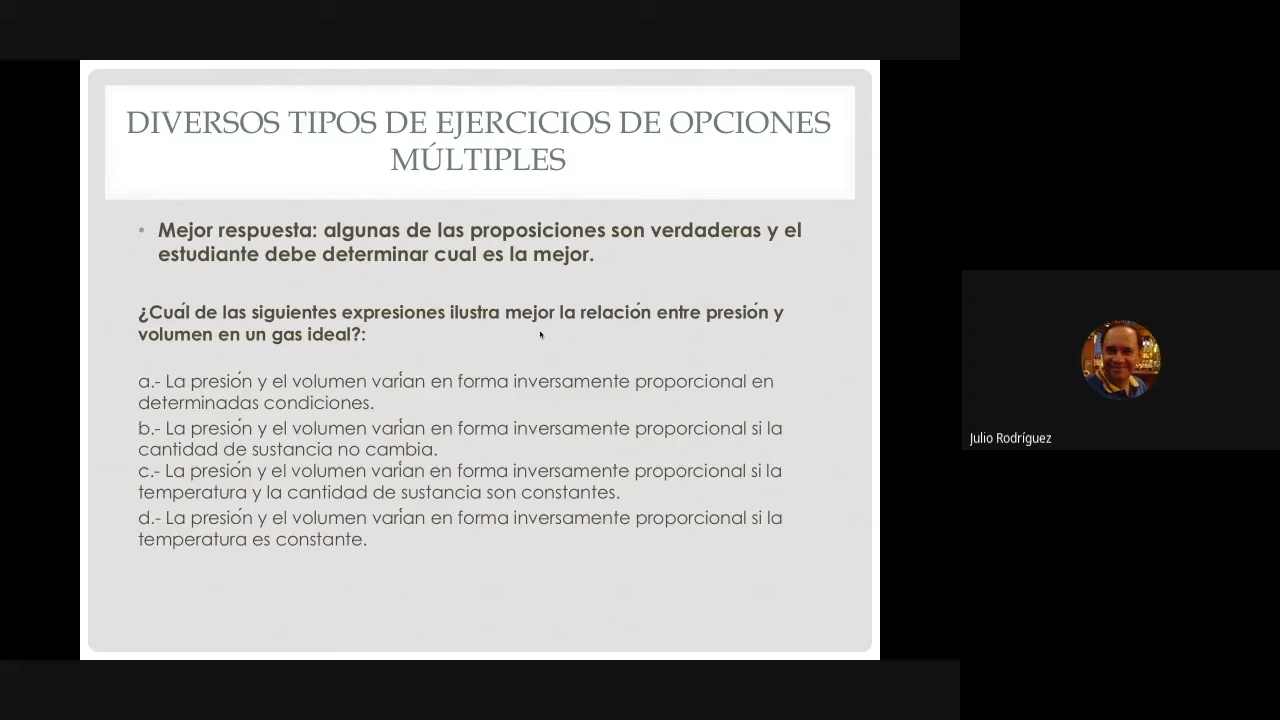 DIVERSOS TIPOS DE EJERCICIOS DE OPCIONES
MÚLTIPLES
• Mejor respuesta: algunas de las proposiciones son verdaderas y el
estudiante debe determinar cual es la mejor.
¿Cuál de las siguientes expresiones ilustra mejor la relación entre presión y
volumen en un gas ideal?:
a.- La presión y el volumen varían en forma inversamente proporcional en
determinadas condiciones.
b.- La presión y el volumen varían en forma inversamente proporcional si la
cantidad de sustancia no cambia.
c.- La presión y el volumen varían en forma inversamente proporcional si la
temperatura y la cantidad de sustancia son constantes.
d.- La presión y el volumen varían en forma inversamente proporcional si la
temperatura es constante.
Julio Rodríguez